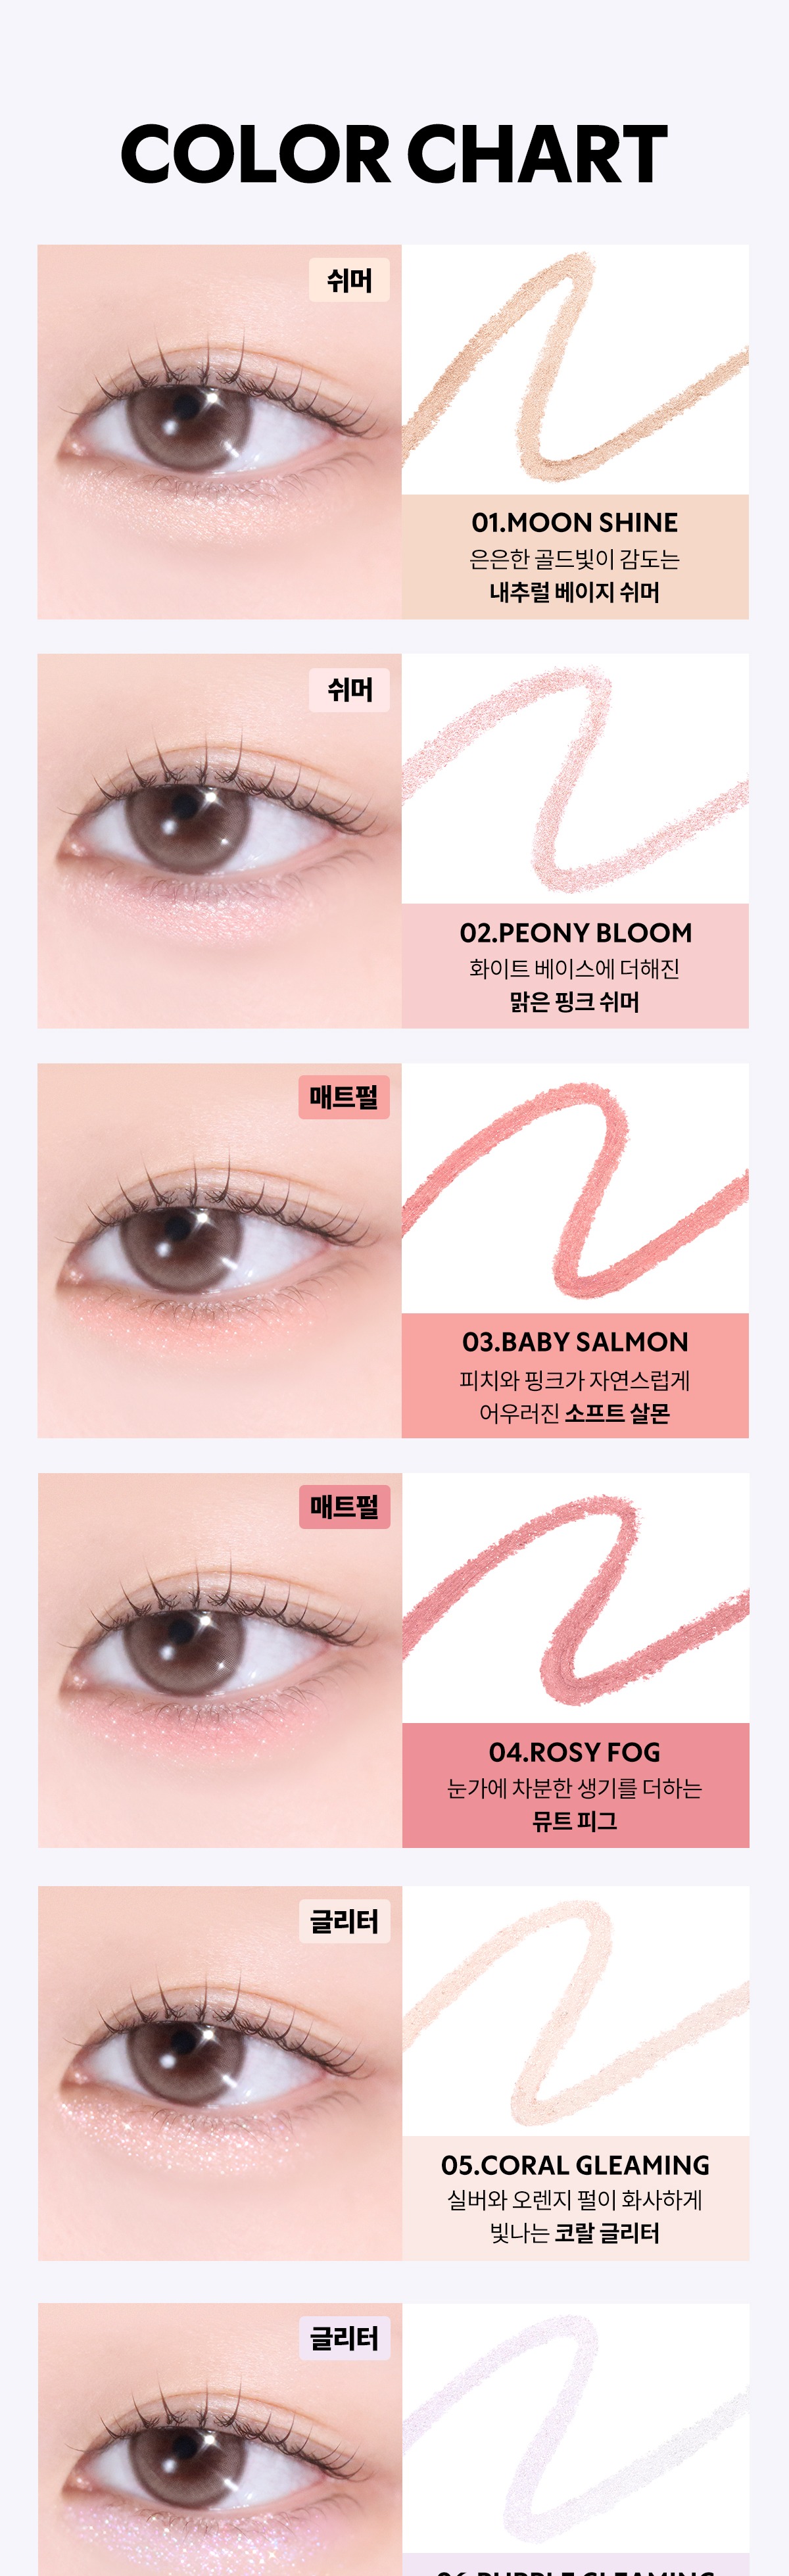 COLOR CHART
쉬머
01.MOON SHINE
은은한 골드빛이 감도는
내추럴 베이지 쉬머
쉬머
02.PEONY BLOOM
화이트 베이스에 더해진
맑은 핑크 쉬머
매트펄
03.BABY SALMON
피치와 핑크가 자연스럽게
어우러진 소프트 살몬
매트펄
04.ROSY FOG
눈가에 차분한 생기를 더하는
뮤트 피그
글리터
05.CORAL GLEAMING
실버와 오렌지 펄이 화사하게
빛나는 코랄 글리터
글리터